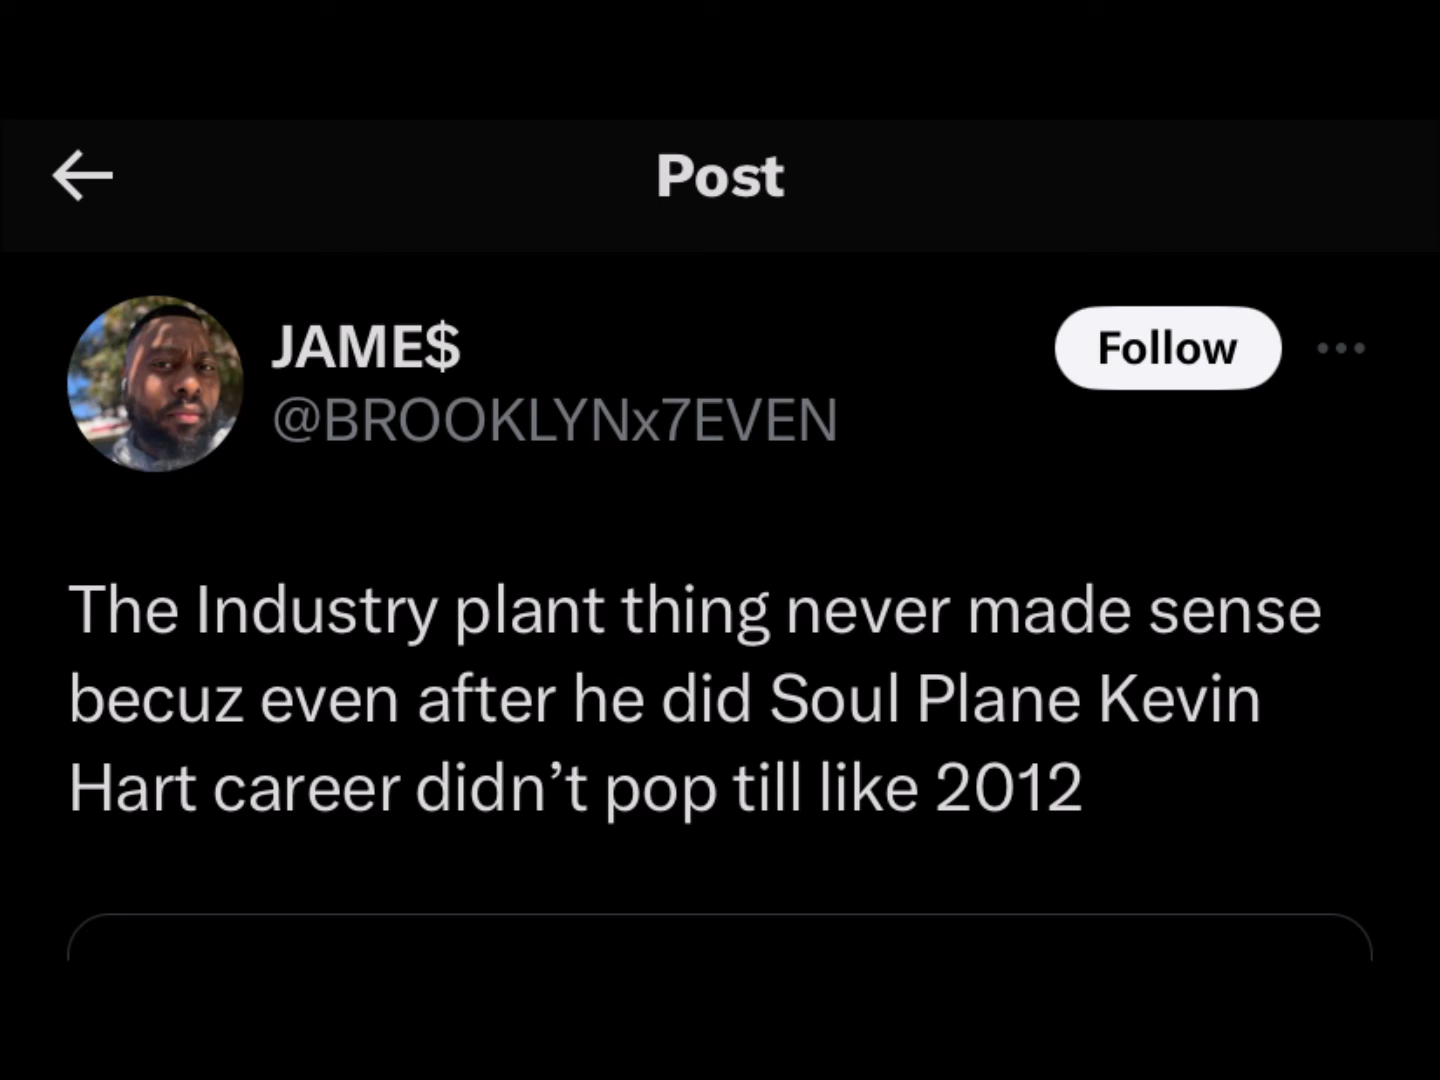 Post
JAME$
Follow
@BROOKLYNx7EVEN
The Industry plant thing never made sense
becuz even after he did Soul Plane Kevin
Hart career didn’t pop till like 2012